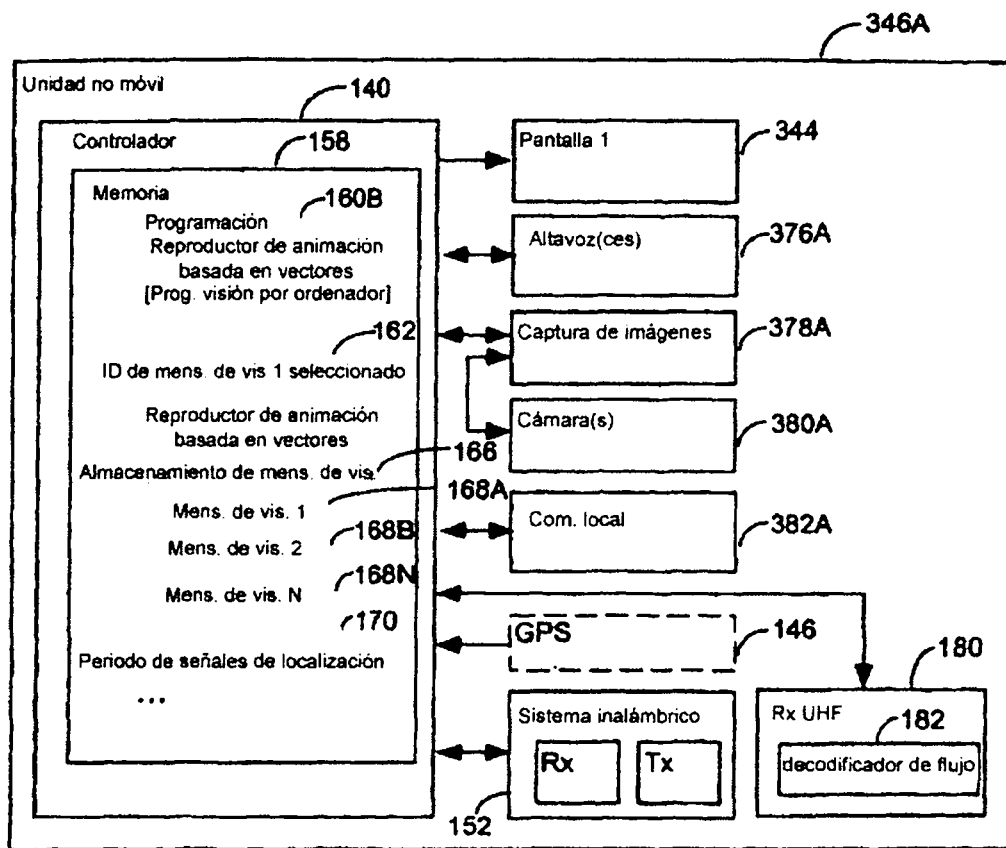 346A
Unidad no móvil
140
Controlador
158
Memoria
160B
Programación
Reproductor de animación
basada en vectores
[Prog. visión por ordenador]
162
ID de mens. de vis 1 seleccionado
Reproductor de animación
basada en vectores
166
Almacenamiento de mens. de vis.
168A
Mens. de vis. 1
168B
Mens. de vis. 2
168N
Mens. de vis. N
170
Periodo de señales de localización
...
Pantalla 1
344
Altavoz(ces)
376A
Captura de imágenes
378A
Cámara(s)
380A
Com. local
382A
GPS
146
Sistema inalámbrico
Rx
Tx
152
180
Rx UHF
182
decodificador de flujo